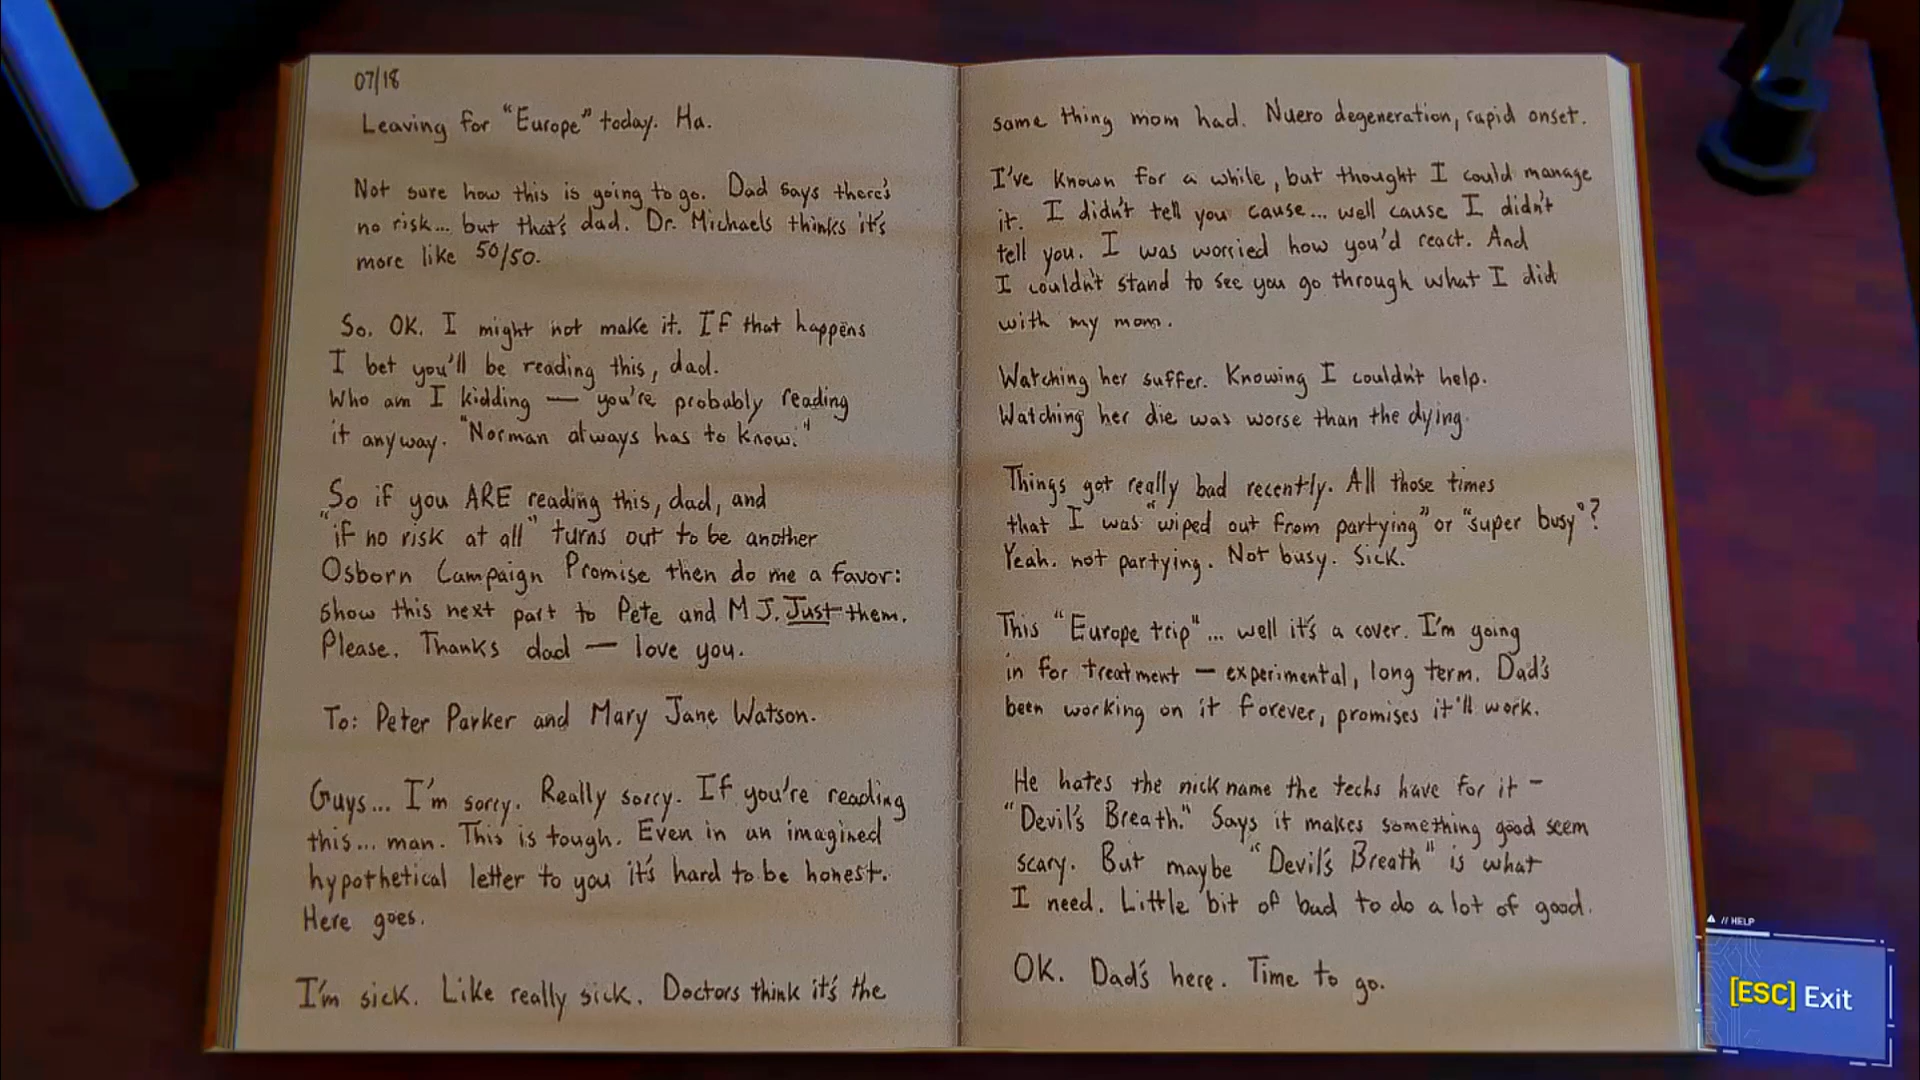 07/18
Leaving for "Europe" today. Ha.
Not sure how this is going to go. Dad says there's
no risk... but that's dad. Dr. Michaels thinks it's
more like 50/50.
So. OK. I might not make it. If that happens
I bet you'll be reading this, dad.
Who am I kidding — you're probably reading
it anyway. "Norman always has to know."
So if you ARE reading this, dad, and
"if no risk at all" turns out to be another
Osborn Campaign Promise then do me a favor:
show this next part to Pete and MJ. Just them.
Please. Thanks dad — love you.
To: Peter Parker and Mary Jane Watson.
Guys... I'm sorry. Really sorry. If you're reading
this... man. This is tough. Even in an imagined
hypothetical letter to you it's hard to be honest.
Here goes.
I'm sick. Like really sick. Doctors think it's the
same thing mom had. Nuero degeneration, rapid onset.
I've known for a while, but thought I could manage
it. I didn't tell you cause... well cause I didn't
tell you. I was worried how you'd react. And
I couldn't stand to see you go through what I did
with my mom.
Watching her suffer. Knowing I couldn't help.
Watching her die was worse than the dying.
Things got really bad recently. All those times
that I was "wiped out from partying" or "super busy"?
Yeah. not partying. Not busy. Sick.
This "Europe trip"... well it's a cover. I'm going
in for treatment — experimental, long term. Dad's
been working on it forever, promises it'll work.
He hates the nickname the techs have for it -
"Devil's Breath." Says it makes something good seem
scary. But maybe "Devil's Breath" is what
I need. Little bit of bad to do a lot of good.
OK. Dad's here. Time to go.
// HELP
[ESC] Exit